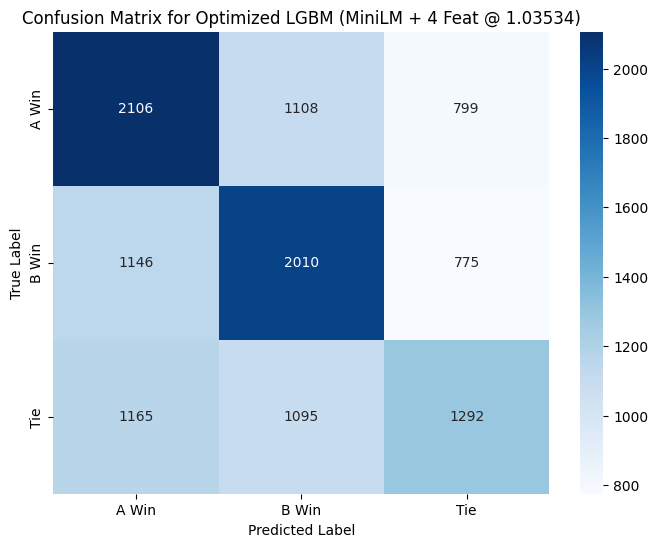 Confusion Matrix for Optimized LGBM (MiniLM + 4 Feat @ 1.03534)
True Label
A Win
2106
1108
799
B Win
1146
2010
775
Tie
1165
1095
1292
A Win
B Win
Tie
Predicted Label
2000
1800
1600
1400
1200
1000
800